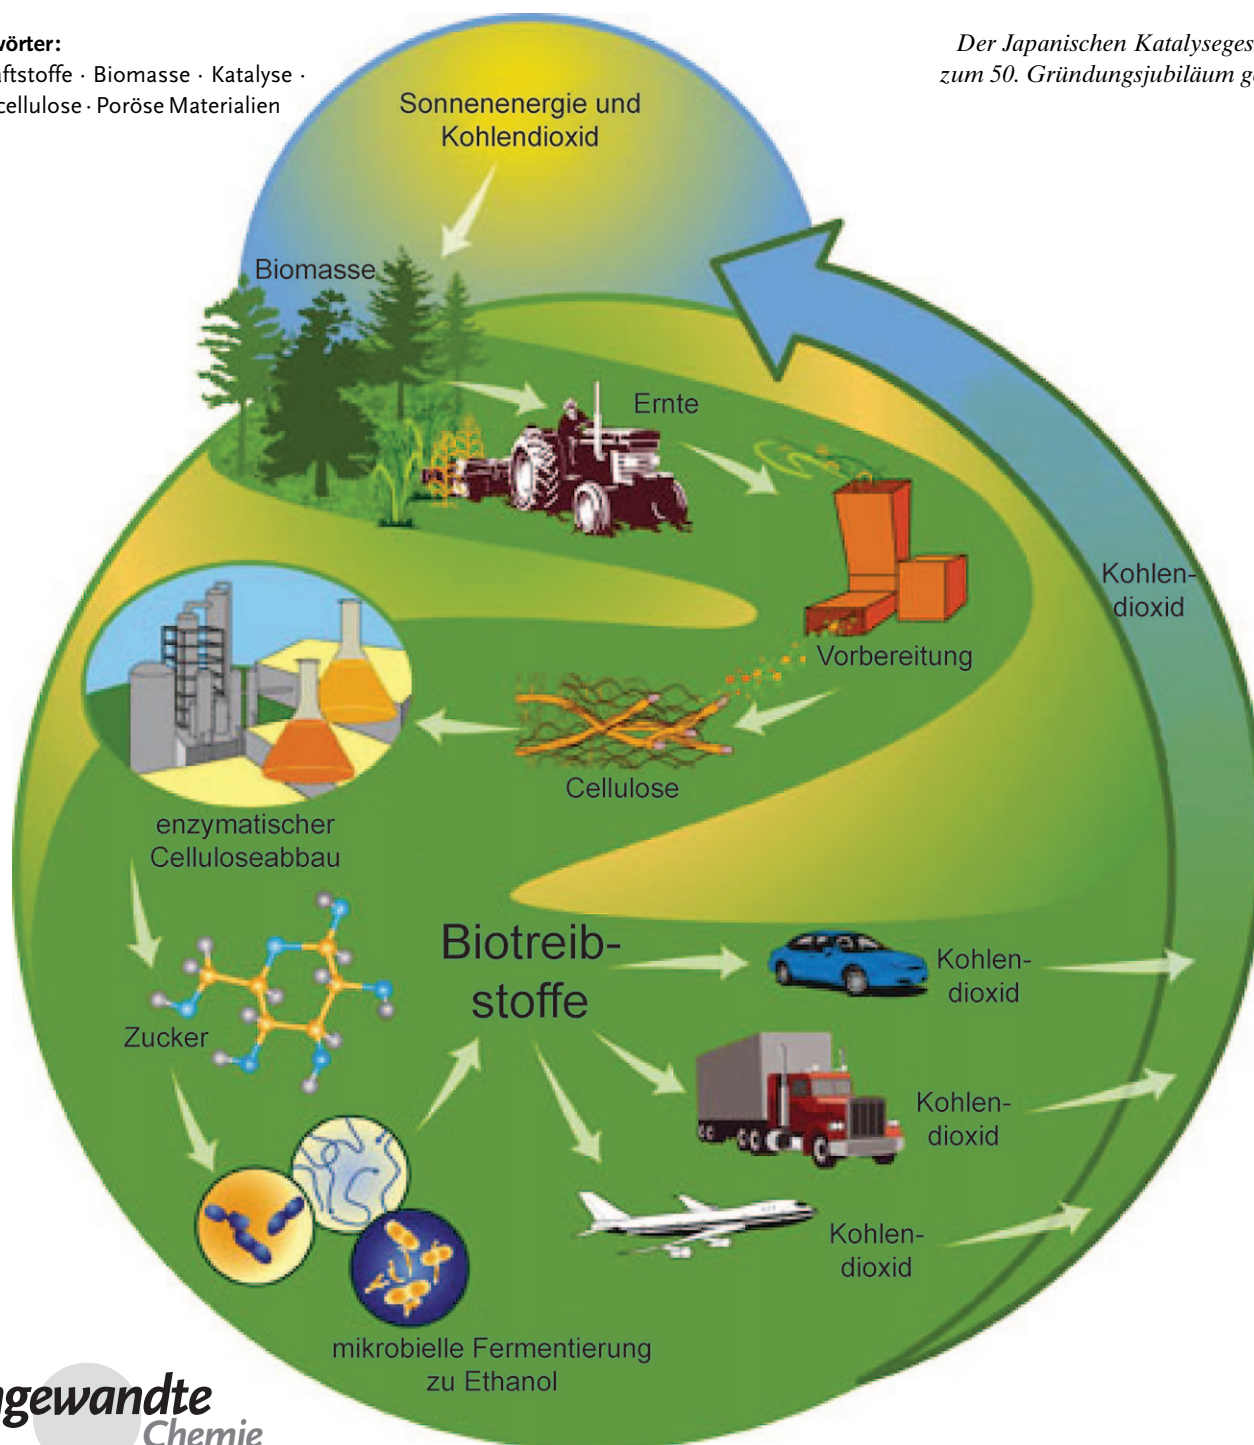 wörter:
aftstoffe · Biomasse · Katalyse ·
cellulose · Poröse Materialien
Der Japanischen Katalyseges
zum 50. Gründungsjubiläum g
Sonnenenergie und
Kohlendioxid
Biomasse
Ernte
Kohlen-
dioxid
Vorbereitung
Cellulose
enzymatischer
Celluloseabbau
Biotreib-
stoffe
Kohlen-
dioxid
Zucker
Kohlen-
dioxid
Kohlen-
dioxid
mikrobielle Fermentierung
zu Ethanol
ngewandte
Chemie